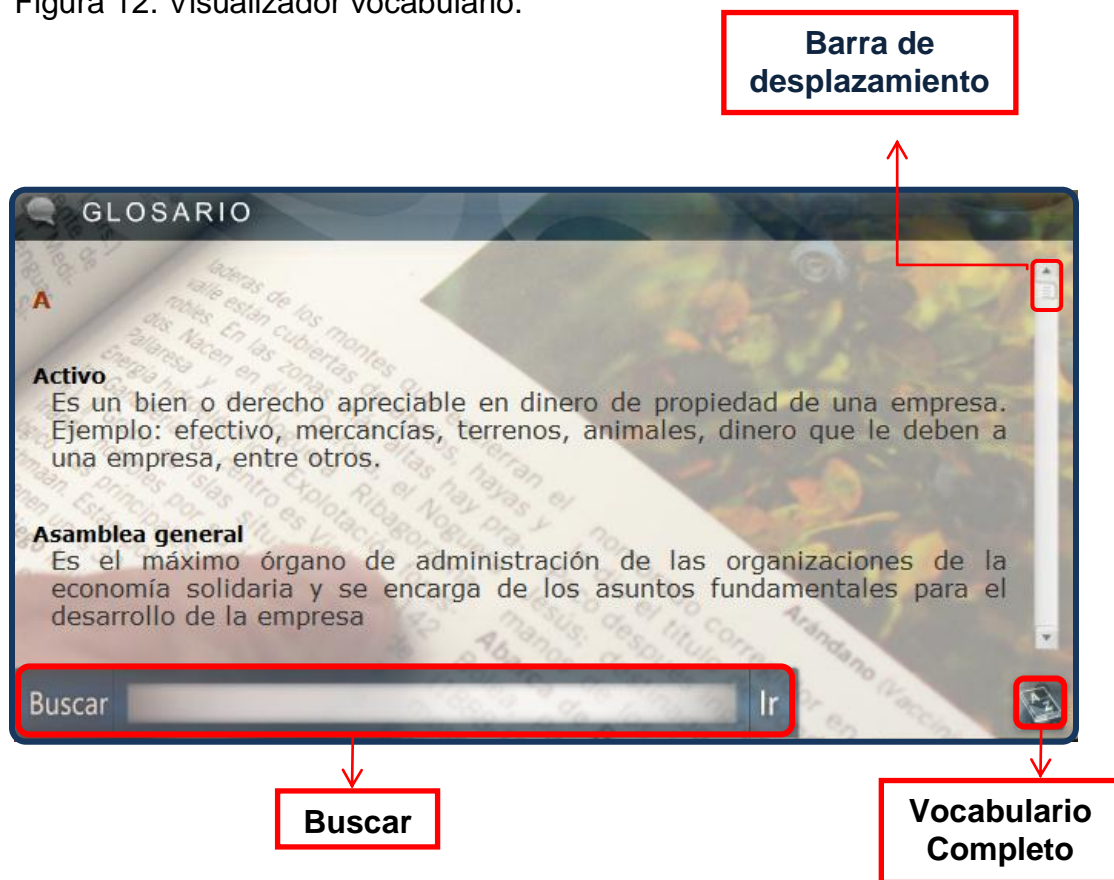 Figura 12. Visualizador vocabulario.
Barra de
desplazamiento
GLOSARIO
A
Activo
Es un bien o derecho apreciable en dinero de propiedad de una empresa.
Ejemplo: efectivo, mercancías, terrenos, animales, dinero que le deben a
una empresa, entre otros.
Asamblea general
Es el máximo órgano de administración de las organizaciones de la
economía solidaria y se encarga de los asuntos fundamentales para el
desarrollo de la empresa
Buscar
Ir
Buscar
Vocabulario
Completo